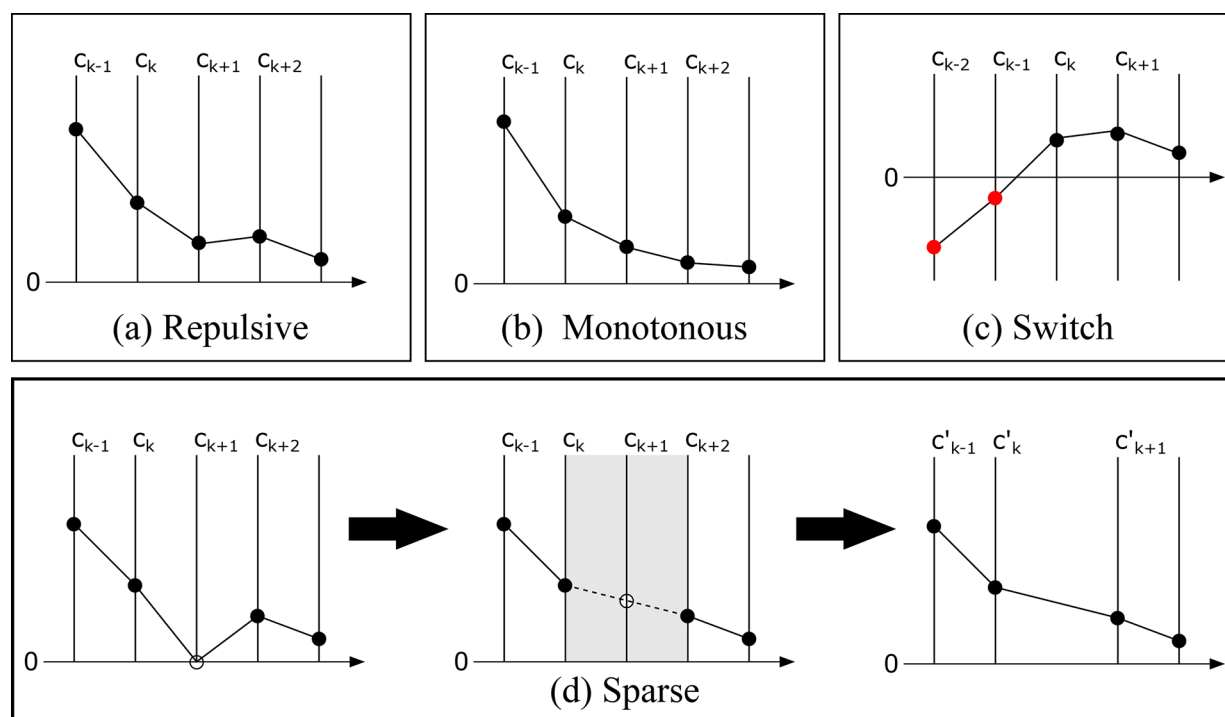 c_{k-1} c_k c_{k+1} c_{k+2}
0
(a) Repulsive
c_{k-1} c_k c_{k+1} c_{k+2}
0
(b) Monotonous
c_{k-2} c_{k-1} c_k c_{k+1}
0
(c) Switch
c_{k-1} c_k c_{k+1} c_{k+2}
0
c_{k-1} c_k c_{k+1} c_{k+2}
0
c'_{k-1} c'_k c'_{k+1}
0
(d) Sparse